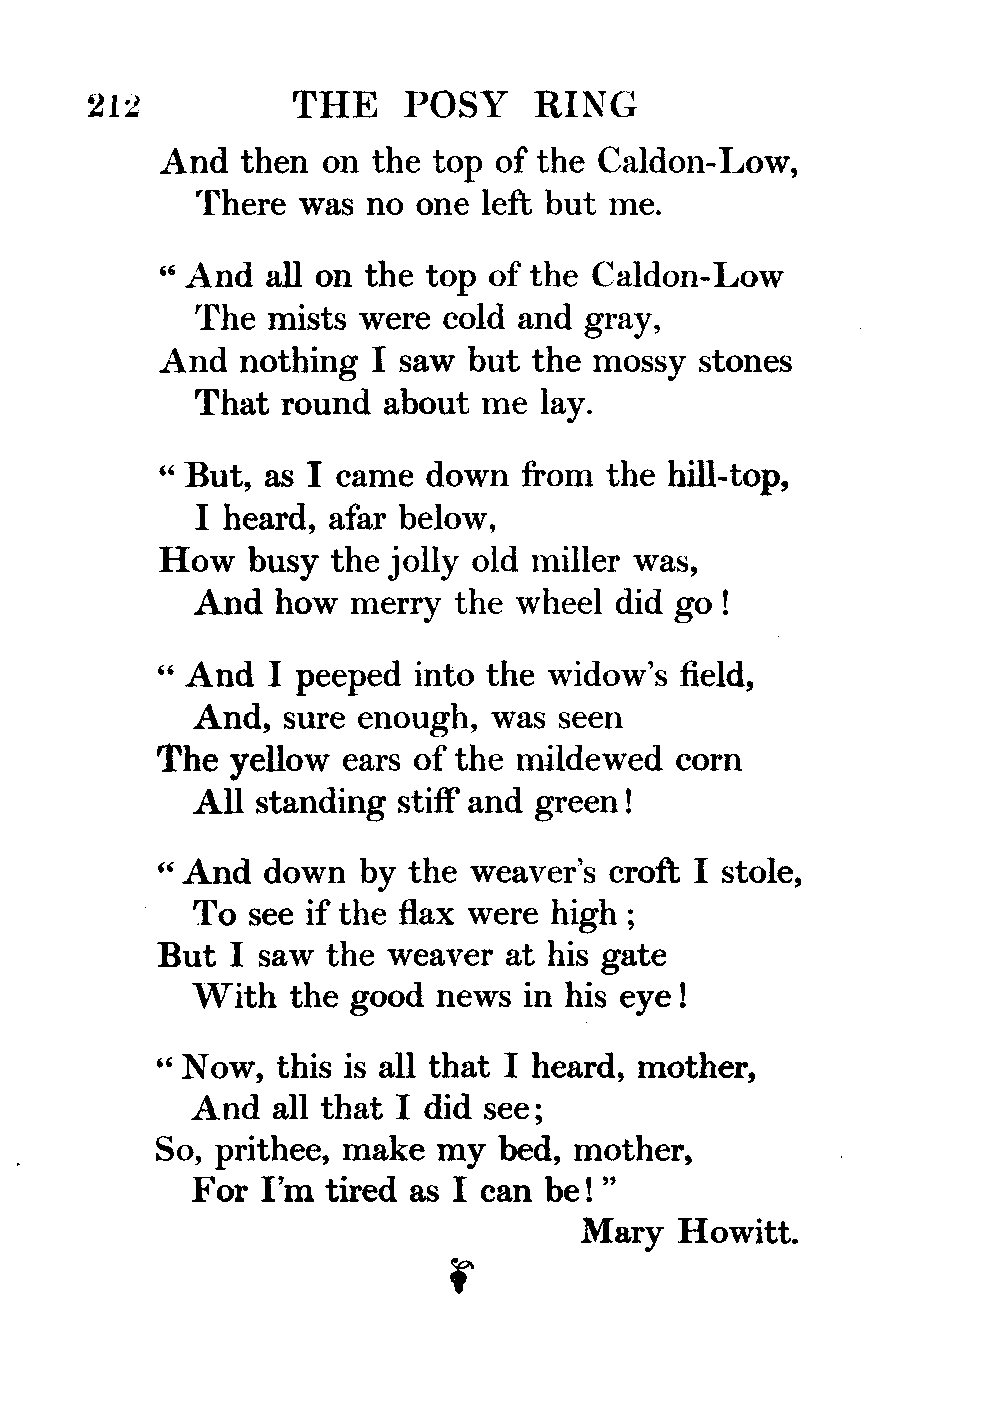 212 THE POSY RING
And then on the top of the Caldon-Low,
There was no one left but me.
“ And all on the top of the Caldon-Low
The mists were cold and gray,
And nothing I saw but the mossy stones
That round about me lay.
“ But, as I came down from the hill-top,
I heard, afar below,
How busy the jolly old miller was,
And how merry the wheel did go !
“ And I peeped into the widow's field,
And, sure enough, was seen
The yellow ears of the mildewed corn
All standing stiff and green !
“ And down by the weaver's croft I stole,
To see if the flax were high ;
But I saw the weaver at his gate
With the good news in his eye !
“ Now, this is all that I heard, mother,
And all that I did see;
So, prithee, make my bed, mother,
For I'm tired as I can be! ”
Mary Howitt.